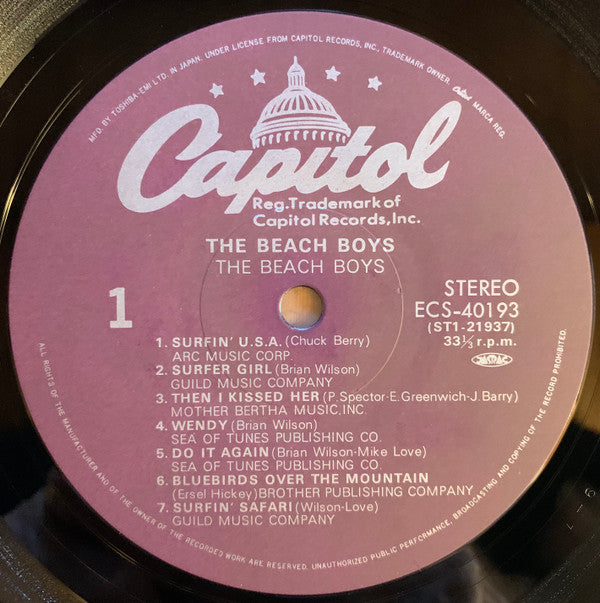 MFD. BY TOSHIBA-EMI LTD. IN JAPAN, UNDER LICENSE FROM CAPITOL RECORDS, INC., TRADEMARK OWNER. Capitol MARCA REG.
Capitol
Reg. Trademark of
Capitol Records, Inc.
THE BEACH BOYS
THE BEACH BOYS
1
STEREO
ECS-40193
(ST1-21937)
33⅓ r.p.m.
JASRAC
1. SURFIN' U.S.A. (Chuck Berry)
ARC MUSIC CORP.
2. SURFER GIRL (Brian Wilson)
GUILD MUSIC COMPANY
3. THEN I KISSED HER (P. Spector-E. Greenwich-J. Barry)
MOTHER BERTHA MUSIC, INC.
4. WENDY (Brian Wilson)
SEA OF TUNES PUBLISHING CO.
5. DO IT AGAIN (Brian Wilson-Mike Love)
SEA OF TUNES PUBLISHING CO.
6. BLUEBIRDS OVER THE MOUNTAIN
(Ersel Hickey) BROTHER PUBLISHING COMPANY
7. SURFIN' SAFARI (Wilson-Love)
GUILD MUSIC COMPANY
ALL RIGHTS OF THE MANUFACTURER AND OF THE OWNER OF THE RECORDED WORK ARE RESERVED. UNAUTHORIZED PUBLIC PERFORMANCE, BROADCASTING AND COPYING OF THE RECORD PROHIBITED.